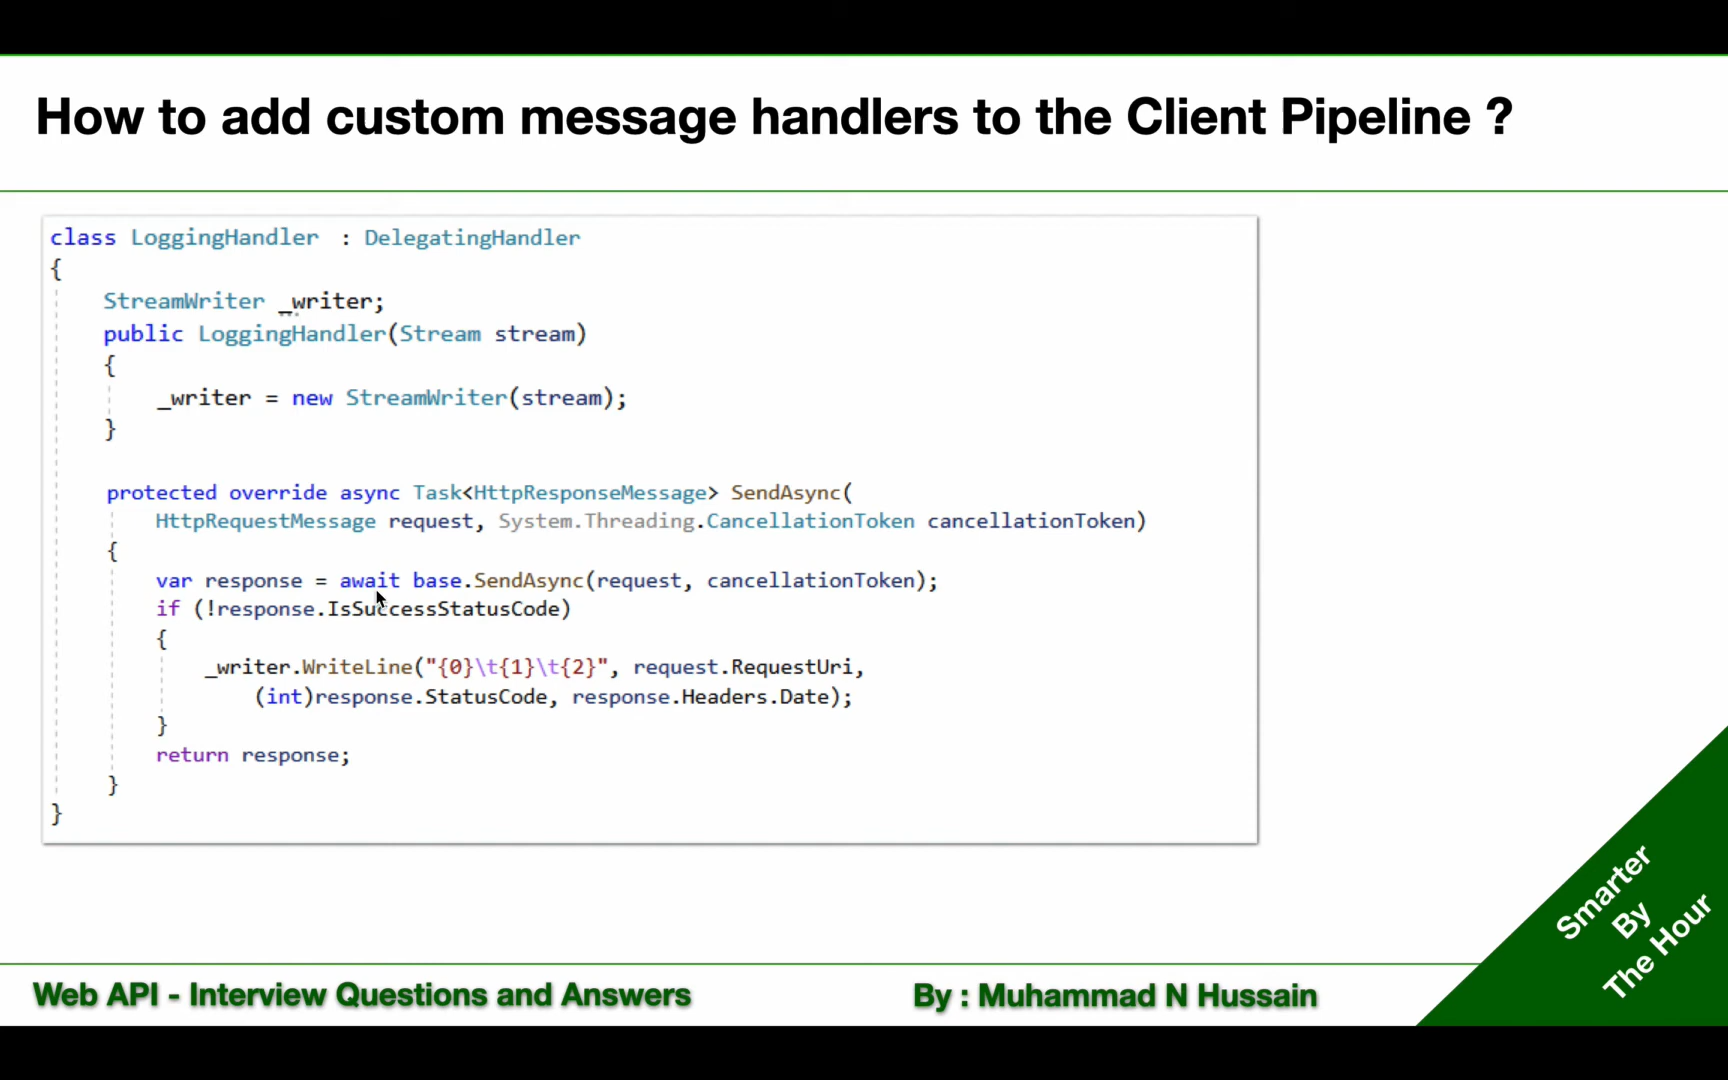 How to add custom message handlers to the Client Pipeline ?
class LoggingHandler : DelegatingHandler
{
StreamWriter _writer;
public LoggingHandler(Stream stream)
{
_writer = new StreamWriter(stream);
}
protected override async Task<HttpResponseMessage> SendAsync(
HttpRequestMessage request, System.Threading.CancellationToken cancellationToken)
{
var response = await base.SendAsync(request, cancellationToken);
if (!response.IsSuccessStatusCode)
{
_writer.WriteLine("{0}\t{1}\t{2}", request.RequestUri,
(int)response.StatusCode, response.Headers.Date);
}
return response;
}
}
Smarter
By
The Hour
Web API - Interview Questions and Answers
By : Muhammad N Hussain